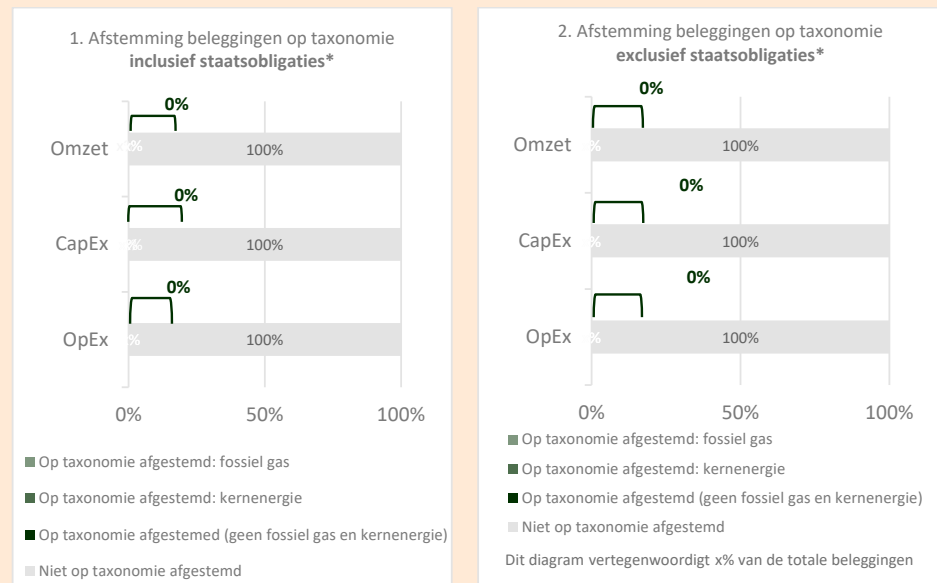 1. Afstemming beleggingen op taxonomie
inclusief staatsobligaties*
0%
Omzet
100%
0%
CapEx
100%
0%
OpEx
%
100%
0%
50%
100%
Op taxonomie afgestemd: fossiel gas
Op taxonomie afgestemd: kernenergie
Op taxonomie afgestemed (geen fossiel gas en kernenergie)
Niet op taxonomie afgestemd
2. Afstemming beleggingen op taxonomie
exclusief staatsobligaties*
0%
Omzet
%
100%
0%
CapEx
%
100%
0%
OpEx
%
100%
0%
50%
100%
Op taxonomie afgestemd: fossiel gas
Op taxonomie afgestemd: kernenergie
Op taxonomie afgestemd (geen fossiel gas en kernenergie)
Niet op taxonomie afgestemd
Dit diagram vertegenwoordigt x% van de totale beleggingen